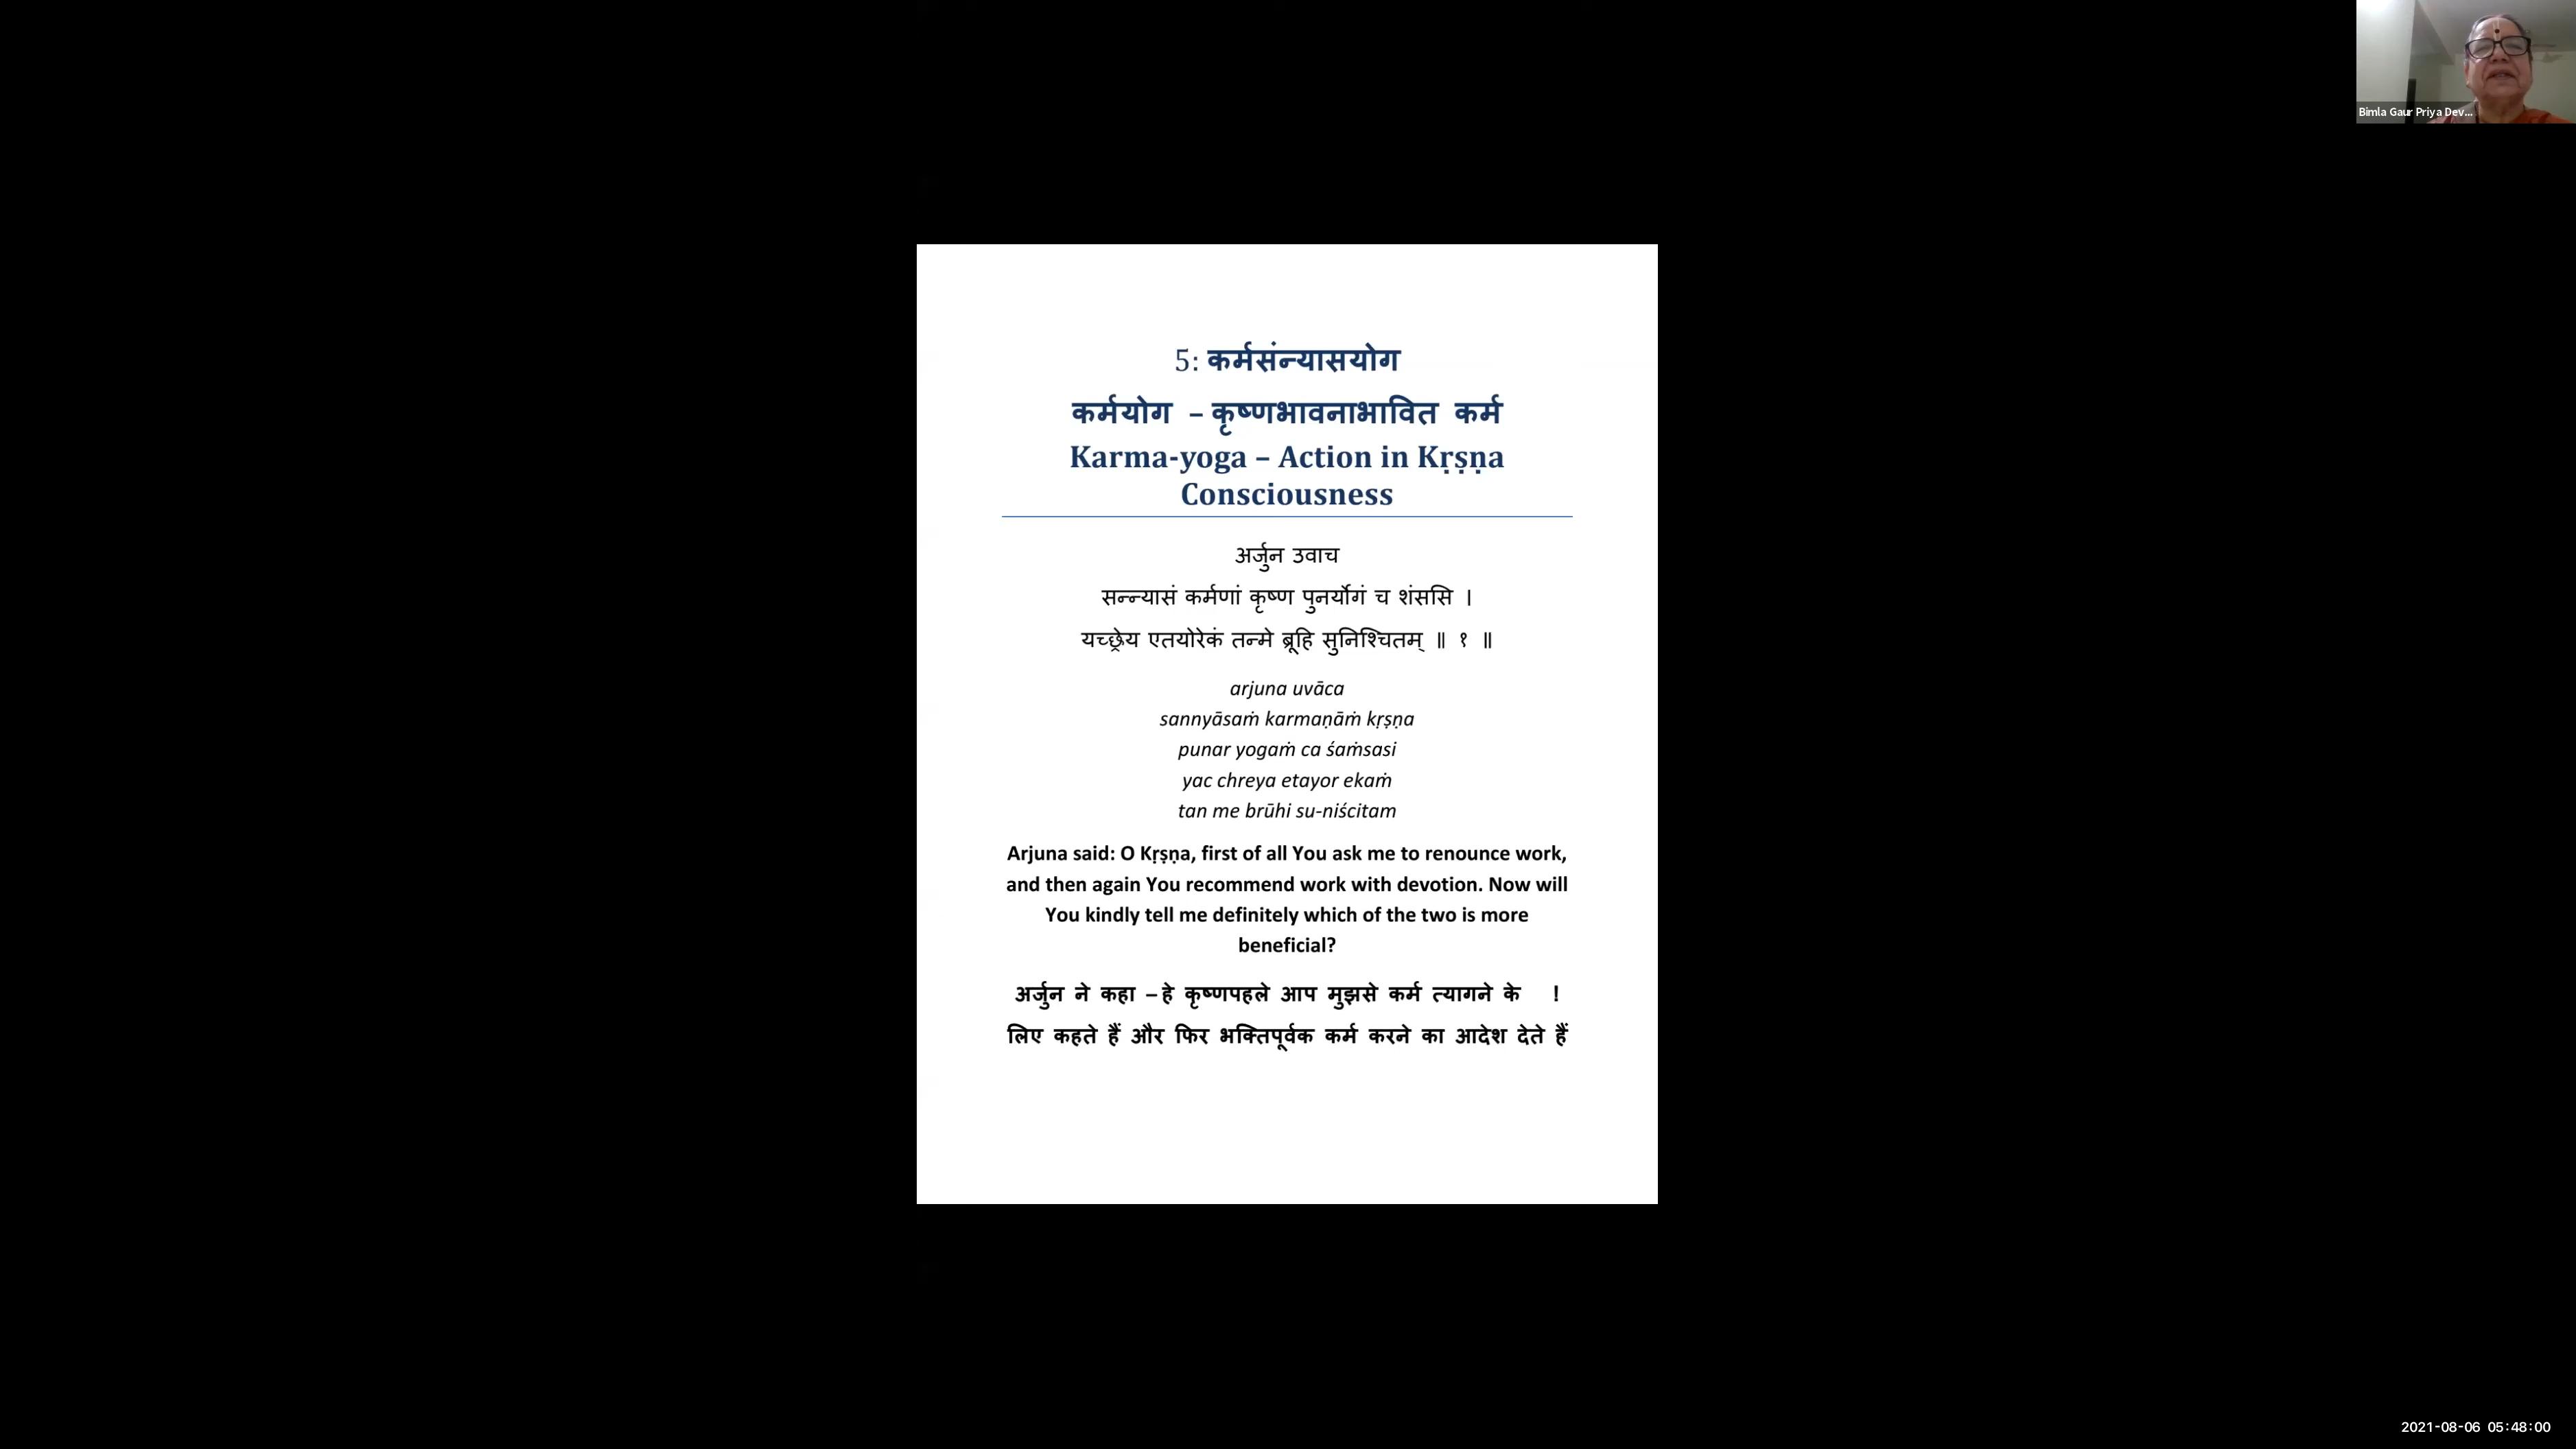 Bimla Gaur Priya Dev...
5: कर्मसंन्यासयोग
कर्मयोग – कृष्णभावनाभावित कर्म
Karma-yoga – Action in Kṛṣṇa
Consciousness
अर्जुन उवाच
सन्न्यासं कर्मणां कृष्ण पुनर्योगं च शंससि ।
यच्छ्रेय एतयोरेकं तन्मे ब्रूहि सुनिश्चितम् ॥ १ ॥
arjuna uvāca
sannyāsaṁ karmaṇāṁ kṛṣṇa
punar yogaṁ ca śaṁsasi
yac chreya etayor ekaṁ
tan me brūhi su-niścitam
Arjuna said: O Kṛṣṇa, first of all You ask me to renounce work,
and then again You recommend work with devotion. Now will
You kindly tell me definitely which of the two is more
beneficial?
अर्जुन ने कहा – हे कृष्णपहले आप मुझसे कर्म त्यागने के !
लिए कहते हैं और फिर भक्तिपूर्वक कर्म करने का आदेश देते हैं
2021-08-06 05:48:00